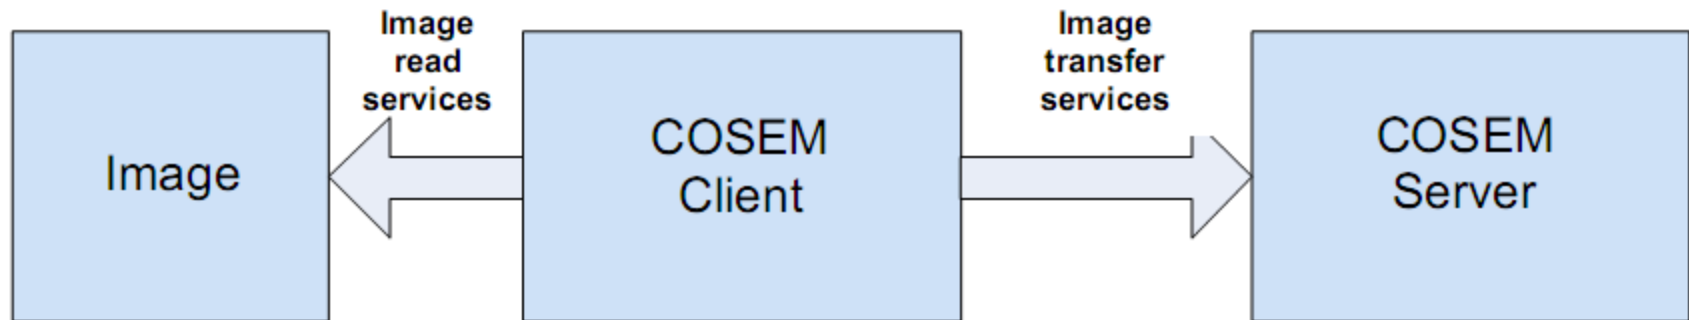 Image
read
services
Image
transfer
services
Image
COSEM
Client
COSEM
Server